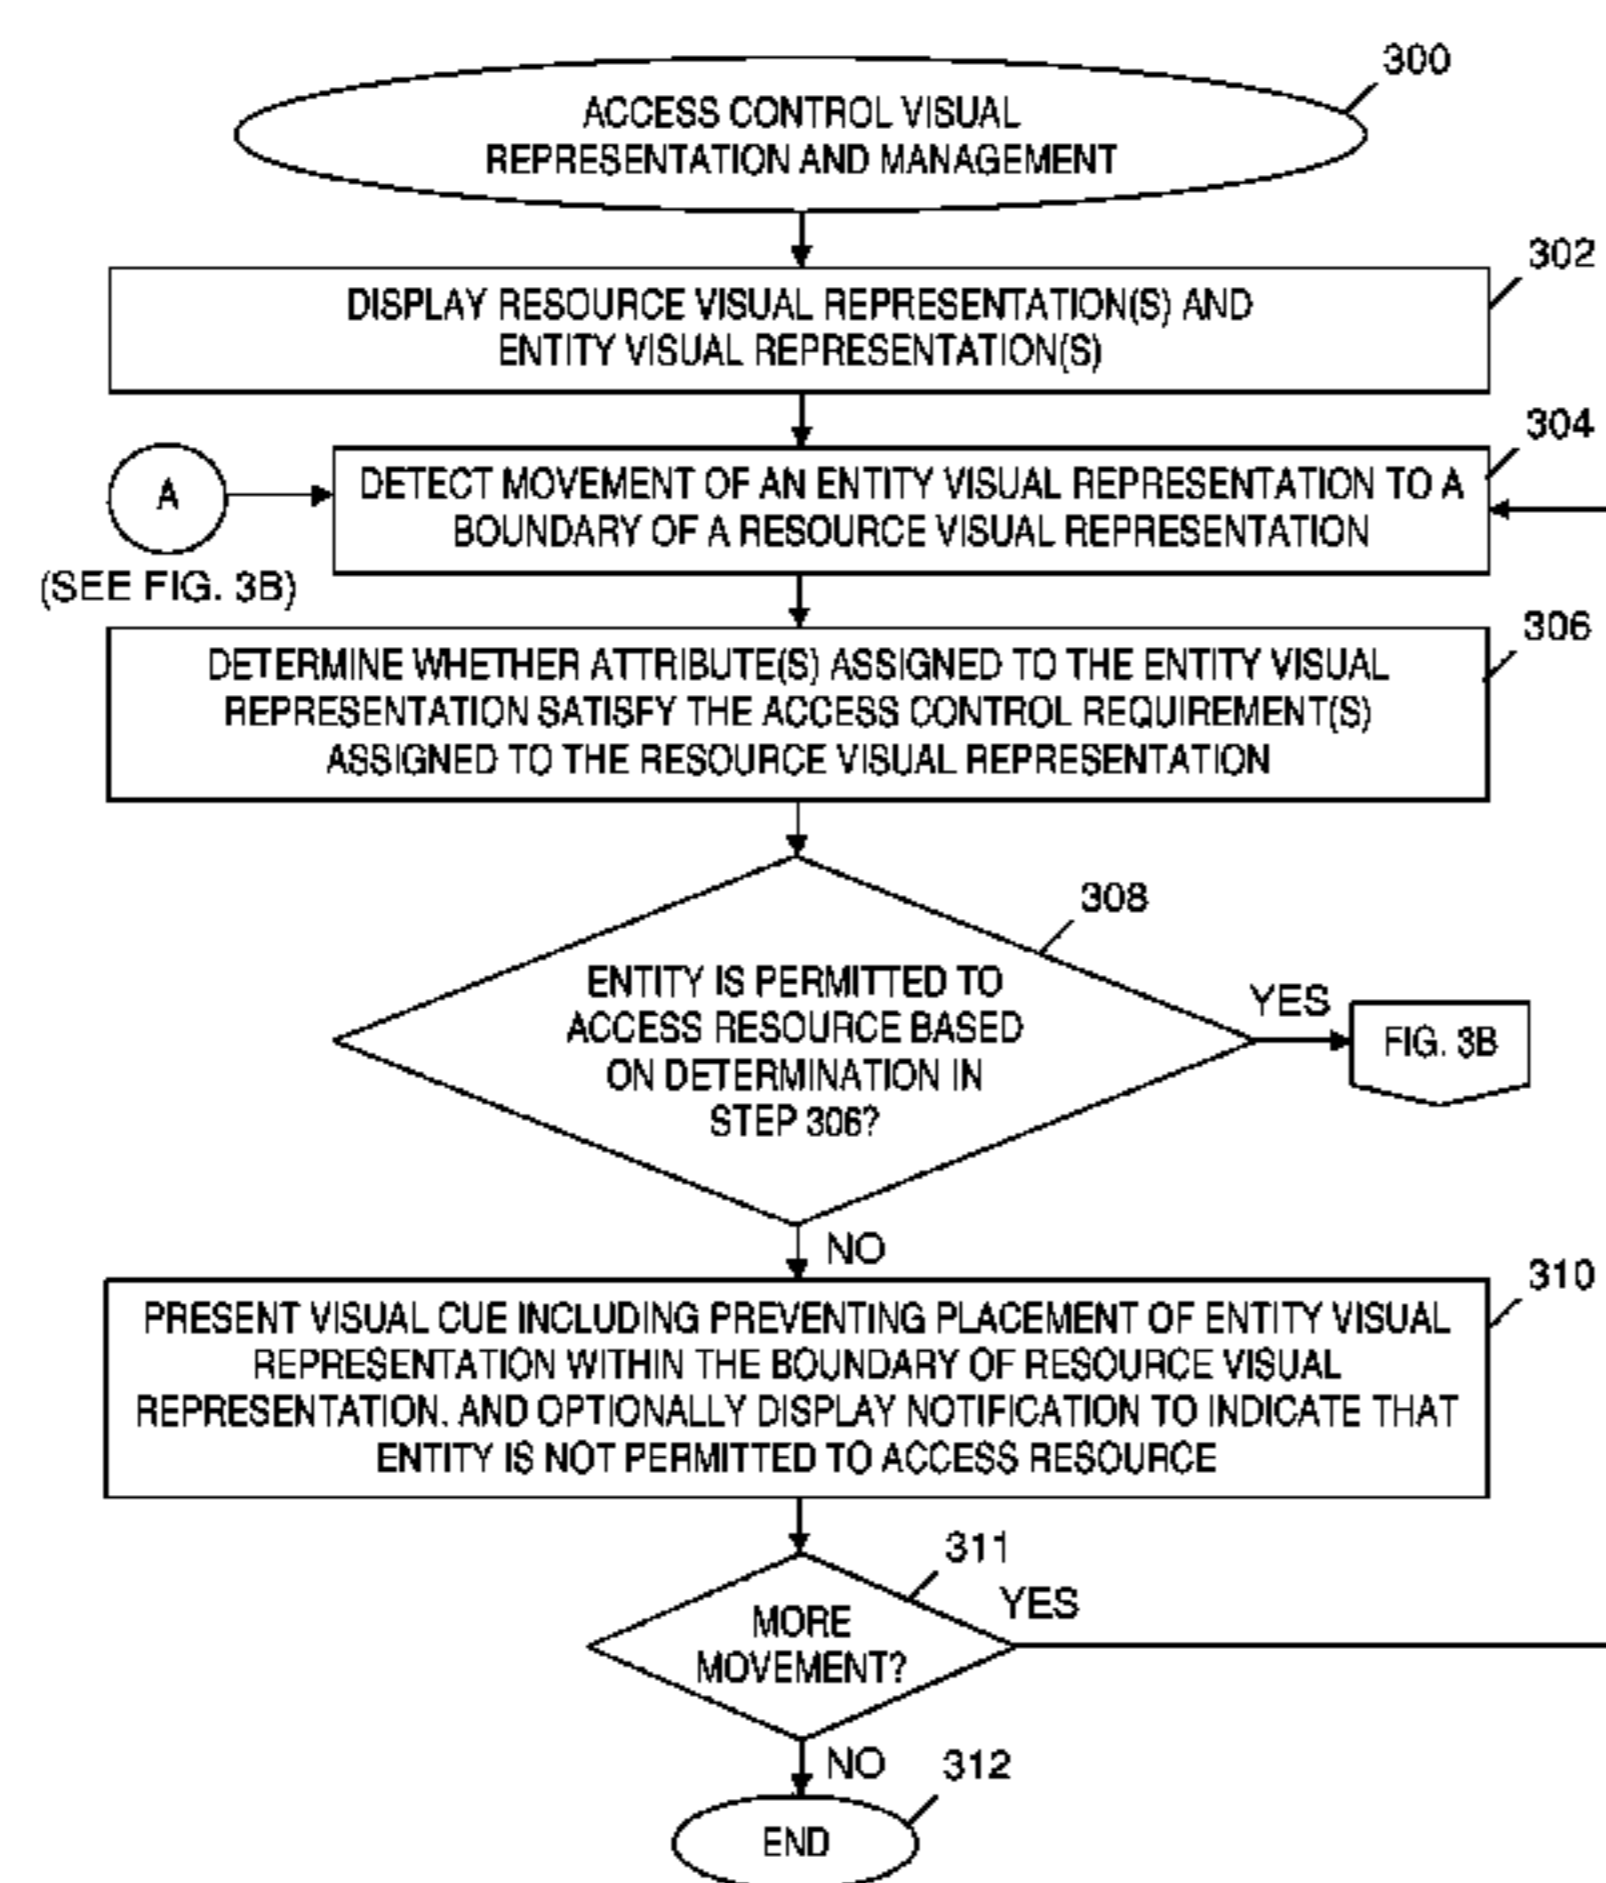 300
ACCESS CONTROL VISUAL
REPRESENTATION AND MANAGEMENT
302
DISPLAY RESOURCE VISUAL REPRESENTATION(S) AND
ENTITY VISUAL REPRESENTATION(S)
304
A
(SEE FIG. 3B)
DETECT MOVEMENT OF AN ENTITY VISUAL REPRESENTATION TO A
BOUNDARY OF A RESOURCE VISUAL REPRESENTATION
306
DETERMINE WHETHER ATTRIBUTE(S) ASSIGNED TO THE ENTITY VISUAL
REPRESENTATION SATISFY THE ACCESS CONTROL REQUIREMENT(S)
ASSIGNED TO THE RESOURCE VISUAL REPRESENTATION
308
ENTITY IS PERMITTED TO
ACCESS RESOURCE BASED
ON DETERMINATION IN
STEP 306?
YES
FIG. 3B
NO
310
PRESENT VISUAL CUE INCLUDING PREVENTING PLACEMENT OF ENTITY VISUAL
REPRESENTATION WITHIN THE BOUNDARY OF RESOURCE VISUAL
REPRESENTATION. AND OPTIONALLY DISPLAY NOTIFICATION TO INDICATE THAT
ENTITY IS NOT PERMITTED TO ACCESS RESOURCE
311
MORE
MOVEMENT?
YES
NO
312
END